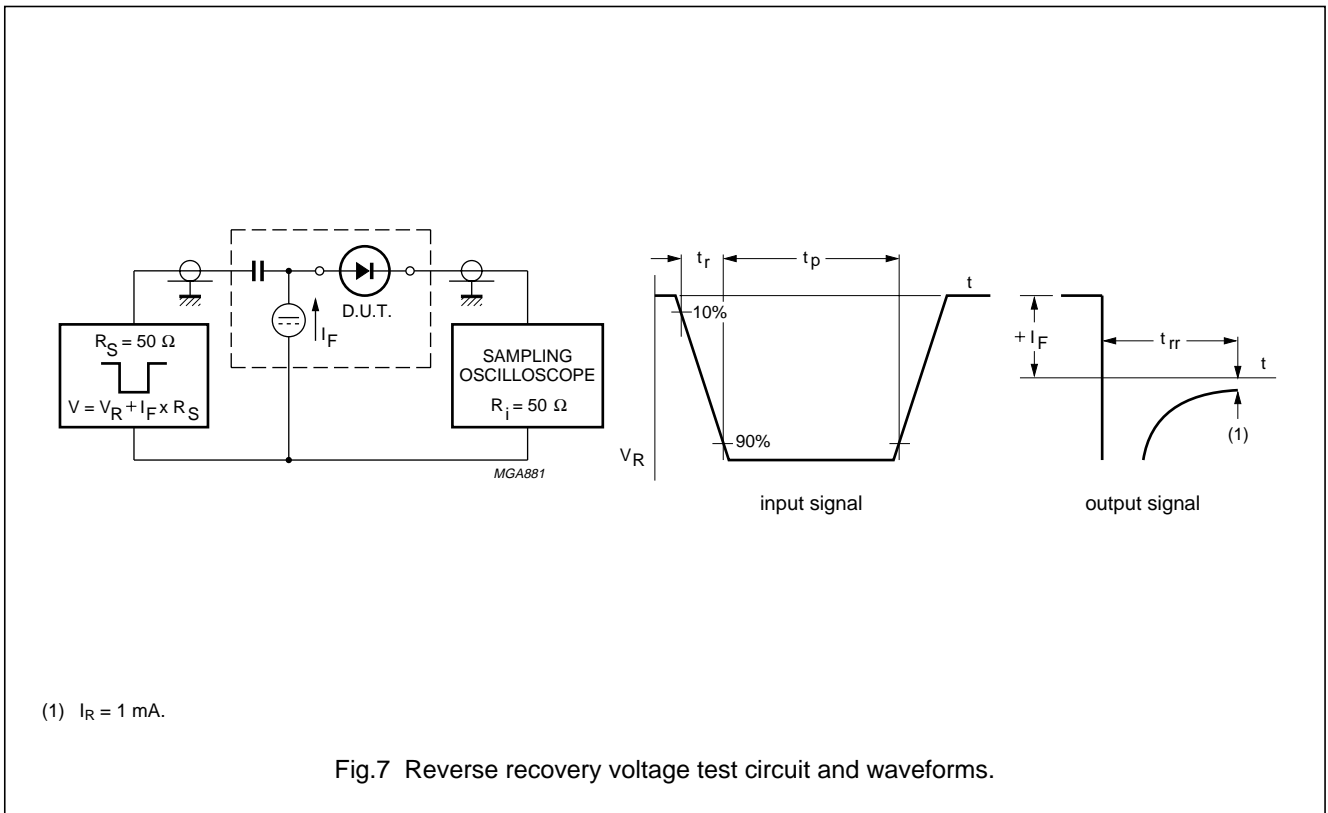 R_S = 50 Ω
V = V_R + I_F x R_S
I_F
D.U.T.
SAMPLING
OSCILLOSCOPE
R_i = 50 Ω
MGA881
t_r
t_p
t
10%
90%
V_R
input signal
+ I_F
t_rr
t
(1)
output signal
(1) I_R = 1 mA.
Fig.7 Reverse recovery voltage test circuit and waveforms.